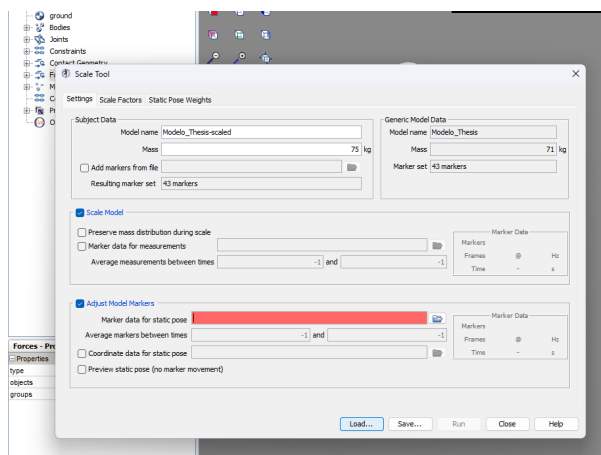 ground
Bodies
Joints
Constraints
Contact Geometry
Scale Tool
Settings Scale Factors Static Pose Weights
Subject Data
Model name Modelo_Thesis-scaled
Mass 75 kg
Add markers from file
Resulting marker set 43 markers
Generic Model Data
Model name Modelo_Thesis
Mass 71 kg
Marker set 43 markers
Scale Model
Preserve mass distribution during scale
Marker data for measurements
Average measurements between times -1 and -1
Marker Data
Markers
Frames @ Hz
Time - s
Adjust Model Markers
Marker data for static pose
Average markers between times -1 and -1
Coordinate data for static pose
Preview static pose (no marker movement)
Marker Data
Markers
Frames @ Hz
Time - s
Forces - Pr
Properties
type
objects
groups
Load... Save... Run Close Help